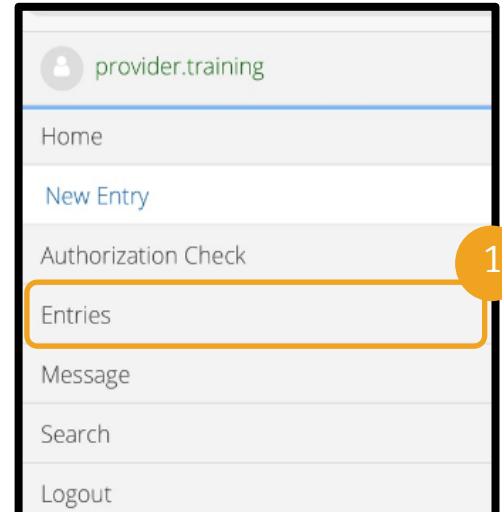 provider.training
Home
New Entry
Authorization Check
1
Entries
Message
Search
Logout